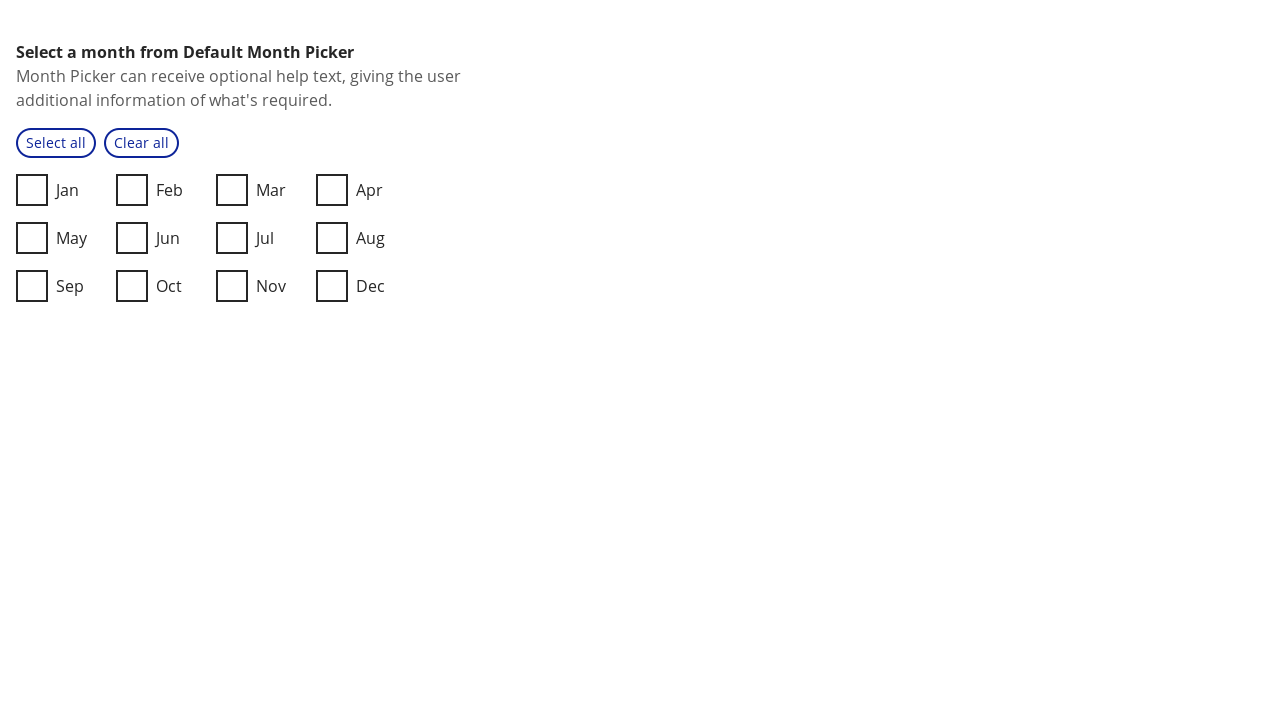 Select a month from Default Month Picker
Month Picker can receive optional help text, giving the user
additional information of what's required.
Select all Clear all
Jan Feb Mar Apr
May Jun Jul Aug
Sep Oct Nov Dec